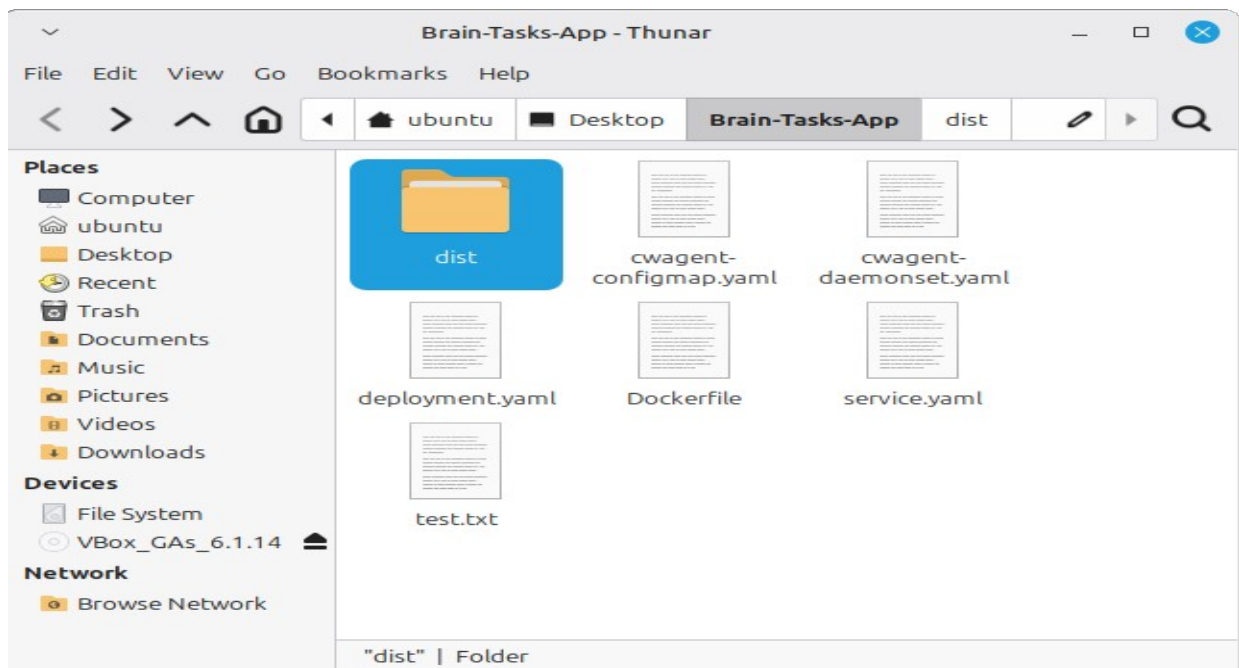 Brain-Tasks-App - Thunar
File Edit View Go Bookmarks Help
ubuntu Desktop Brain-Tasks-App dist
Places
Computer
ubuntu
Desktop
Recent
Trash
Documents
Music
Pictures
Videos
Downloads
Devices
File System
VBox_GAs_6.1.14
Network
Browse Network
dist
cwagent-
configmap.yaml
cwagent-
daemonset.yaml
deployment.yaml
Dockerfile
service.yaml
test.txt
"dist" | Folder